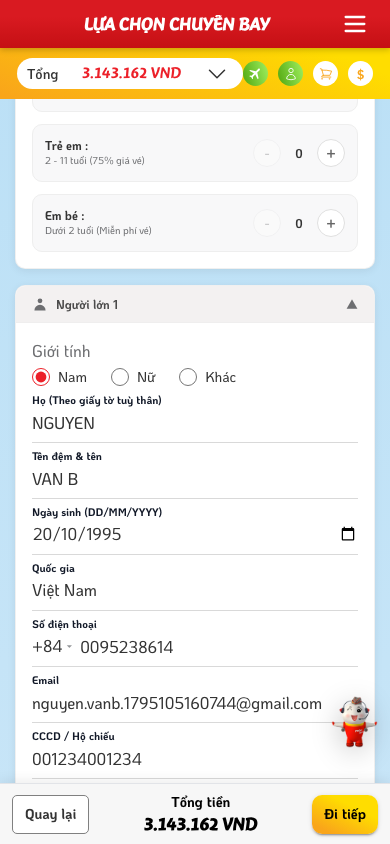 LỰA CHỌN CHUYẾN BAY
Tổng 3.143.162 VND
$
Trẻ em :
2 - 11 tuổi (75% giá vé)
- 0 +
Em bé :
Dưới 2 tuổi (Miễn phí vé)
- 0 +
Người lớn 1
Giới tính
Nam Nữ Khác
Họ (Theo giấy tờ tuỳ thân)
NGUYEN
Tên đệm & tên
VAN B
Ngày sinh (DD/MM/YYYY)
20/10/1995
Quốc gia
Việt Nam
Số điện thoại
+84 0095238614
Email
nguyen.vanb.1795105160744@gmail.com
CCCD / Hộ chiếu
001234001234
Quay lại
Tổng tiền
3.143.162 VND
Đi tiếp